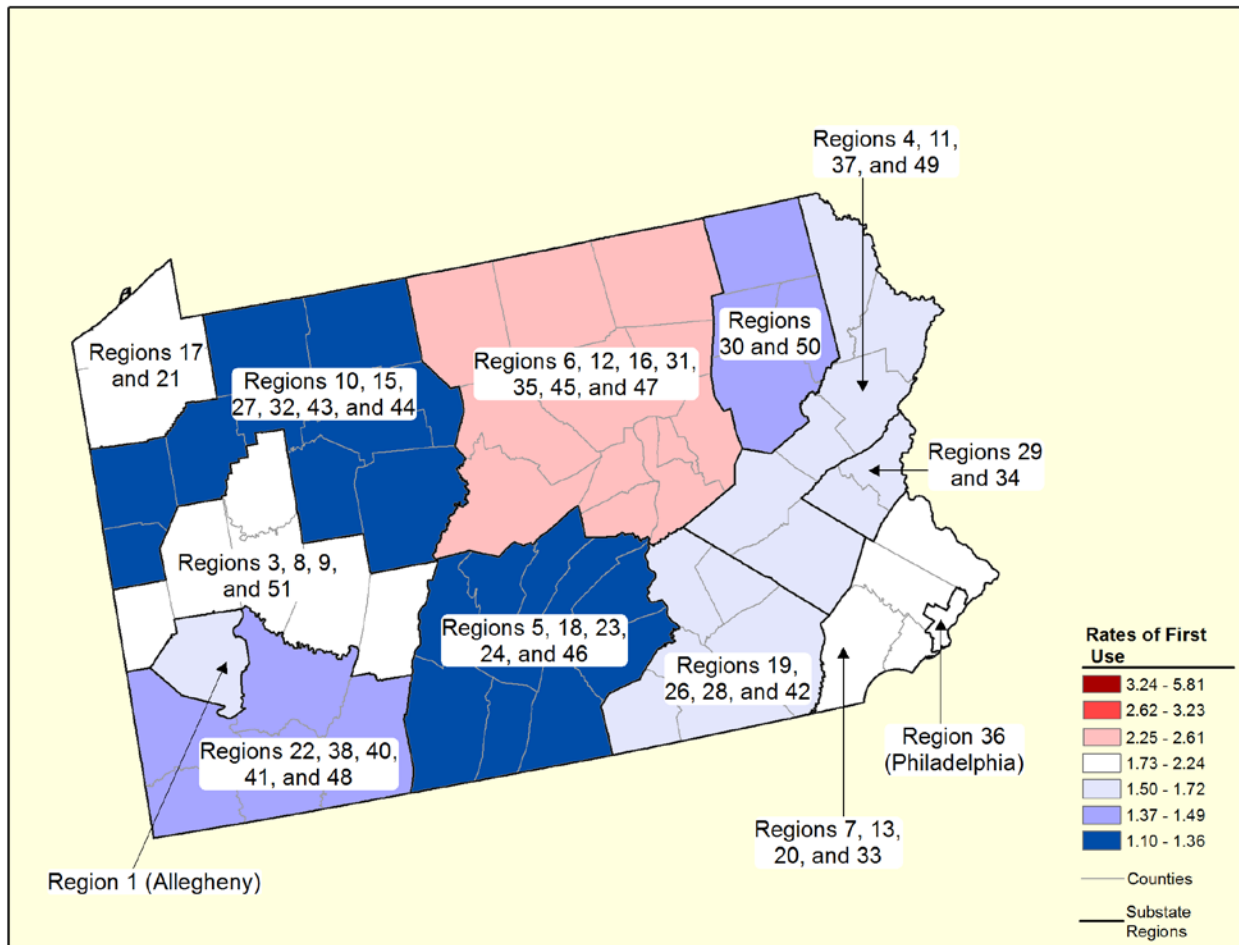 Regions 4, 11,
37, and 49
Regions 17
and 21
Regions 10, 15,
27, 32, 43, and 44
Regions 6, 12, 16, 31,
35, 45, and 47
Regions
30 and 50
Regions 29
and 34
Regions 3, 8, 9,
and 51
Regions 5, 18, 23,
24, and 46
Regions 19,
26, 28, and 42
Regions 22, 38, 40,
41, and 48
Region 36
(Philadelphia)
Regions 7, 13,
20, and 33
Region 1 (Allegheny)
Rates of First
Use
3.24 - 5.81
2.62 - 3.23
2.25 - 2.61
1.73 - 2.24
1.50 - 1.72
1.37 - 1.49
1.10 - 1.36
Counties
Substate
Regions